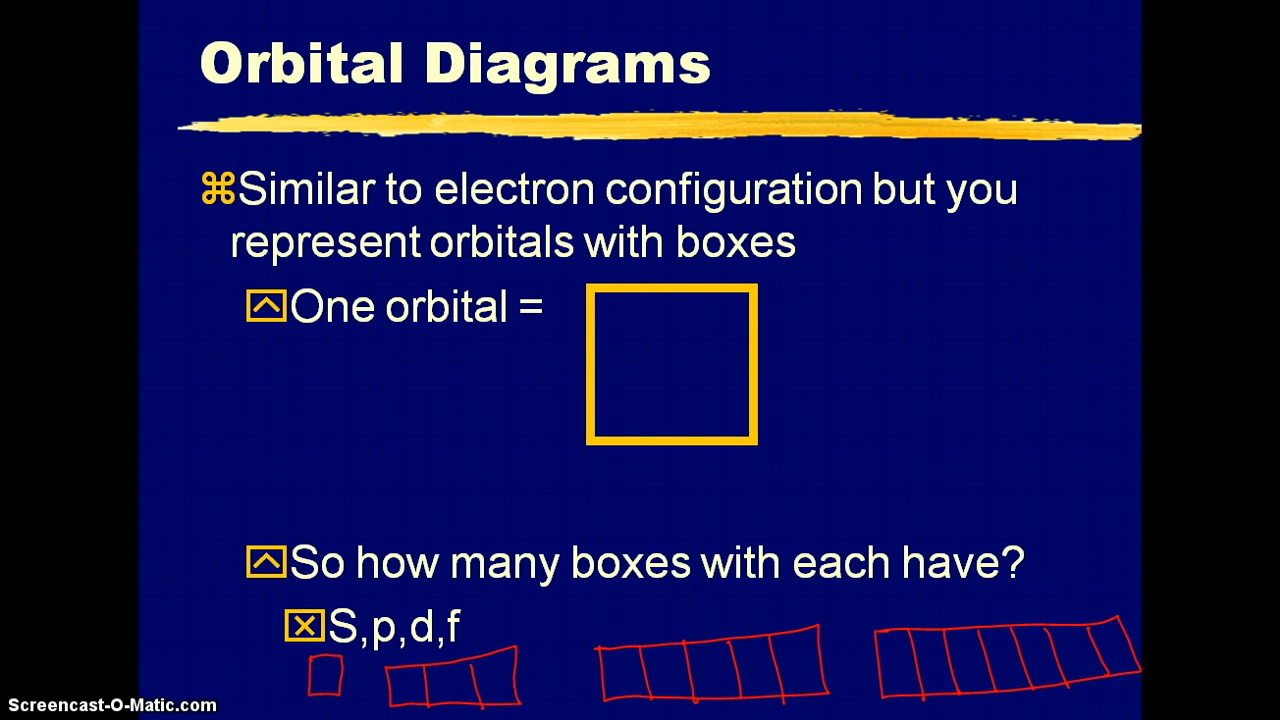 Orbital Diagrams
⌘Similar to electron configuration but you
represent orbitals with boxes
One orbital =
So how many boxes with each have?
S,p,d,f
Screencast-O-Matic.com